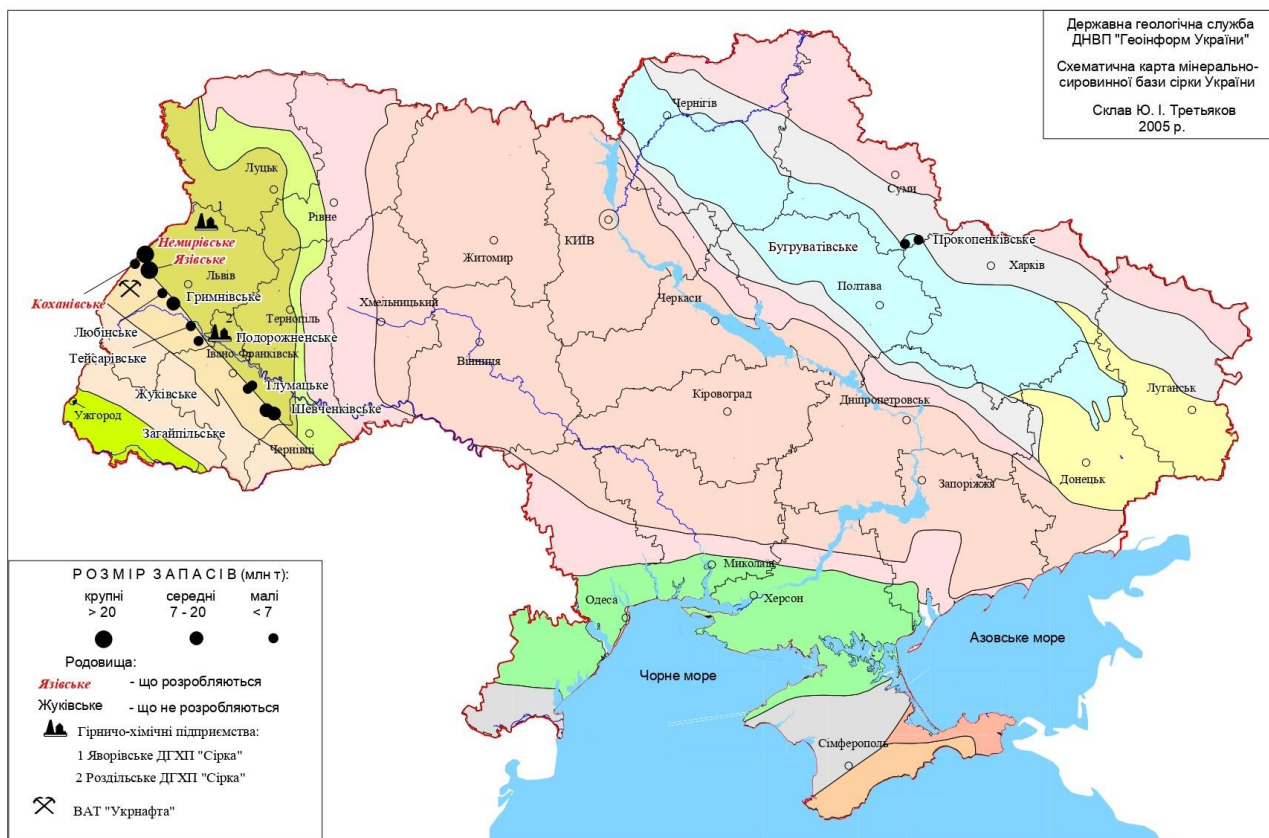 Державна геологічна служба
ДНВП "Геоінформ України"
Схематична карта мінерально-
сировинної бази сірки України
Склав Ю. І. Третьяков
2005 р.
Чернігів
Суми
Луцьк
1
Рівне
КИЇВ
Житомир
Немирівське
Язівське
Львів
Коханівське
Грнмнівське
Хмельницький
Тернопіль
2
Любінське
Подорожненське
Тейсарівське
Івано-Франківськ
Вінниця
Черкаси
Бугруватівське
Прокопенківське
Харків
Полтава
Жуківське
Глумацьке
Шевченківське
Ужгород
Загайпільське
Чернівці
Кіровоград
Дніпропетровськ
Луганськ
Донецьк
Запоріжжя
Миколаїв
Херсон
Одеса
Азовське море
Чорне море
Сімферополь
РОЗМІР ЗАПАСІВ (млн т):
крупні середні малі
> 20 7 - 20 < 7
Родовища:
Язівське - що розробляються
Жуківське - що не розробляються
Гірничо-хімічні підприємства:
1 Яворівське ДГХП "Сірка"
2 Роздільське ДГХП "Сірка"
ВАТ "Укрнафта"